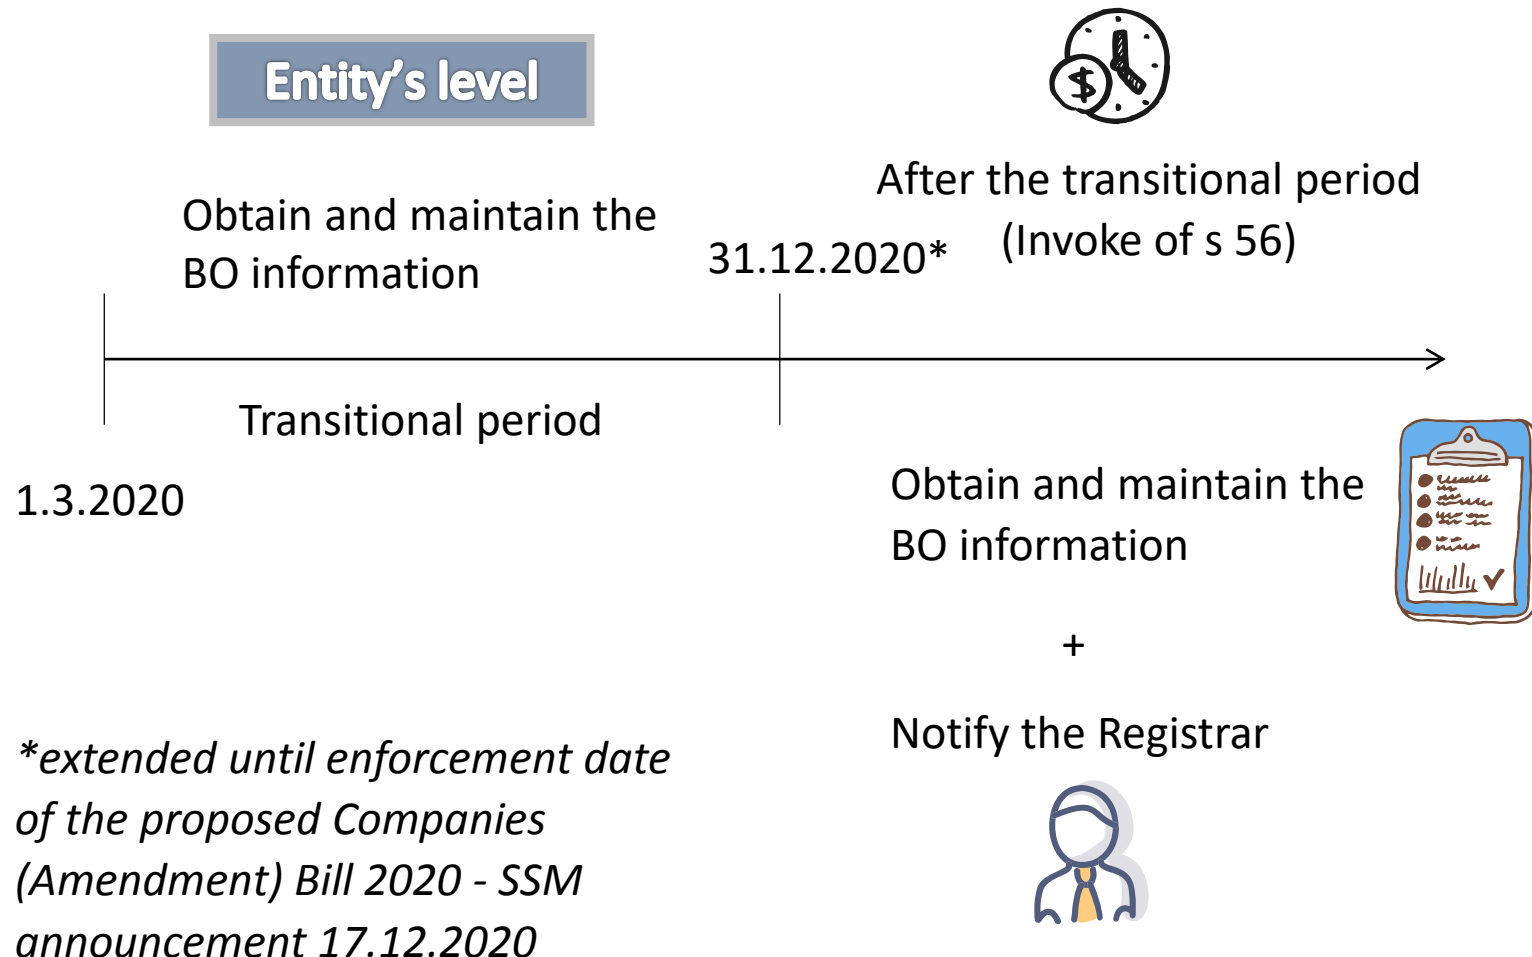 Entity's level
Obtain and maintain the
BO information
31.12.2020*
After the transitional period
(Invoke of s 56)
Transitional period
1.3.2020
Obtain and maintain the
BO information
+
Notify the Registrar
*extended until enforcement date
of the proposed Companies
(Amendment) Bill 2020 - SSM
announcement 17.12.2020
$